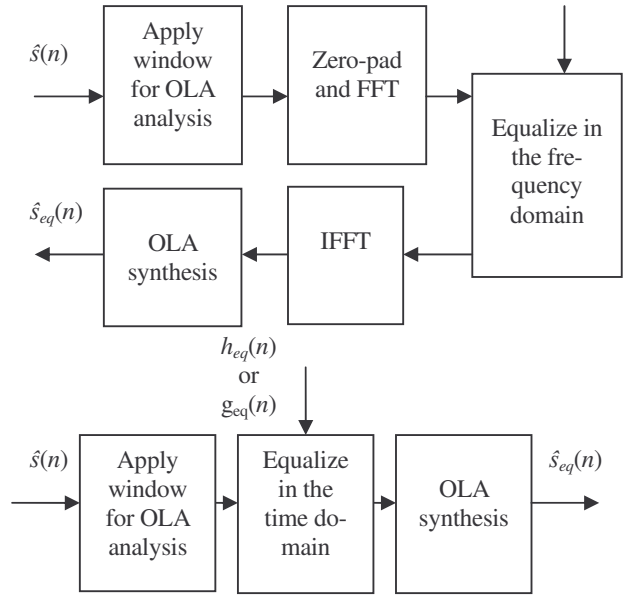 ŝ(n)
Apply
window
for OLA
analysis
Zero-pad
and FFT
Equalize in
the fre-
quency
domain
ŝeq(n)
OLA
synthesis
IFFT
heq(n)
or
geq(n)
ŝ(n)
Apply
window
for OLA
analysis
Equalize
in the
time do-
main
OLA
synthesis
ŝeq(n)